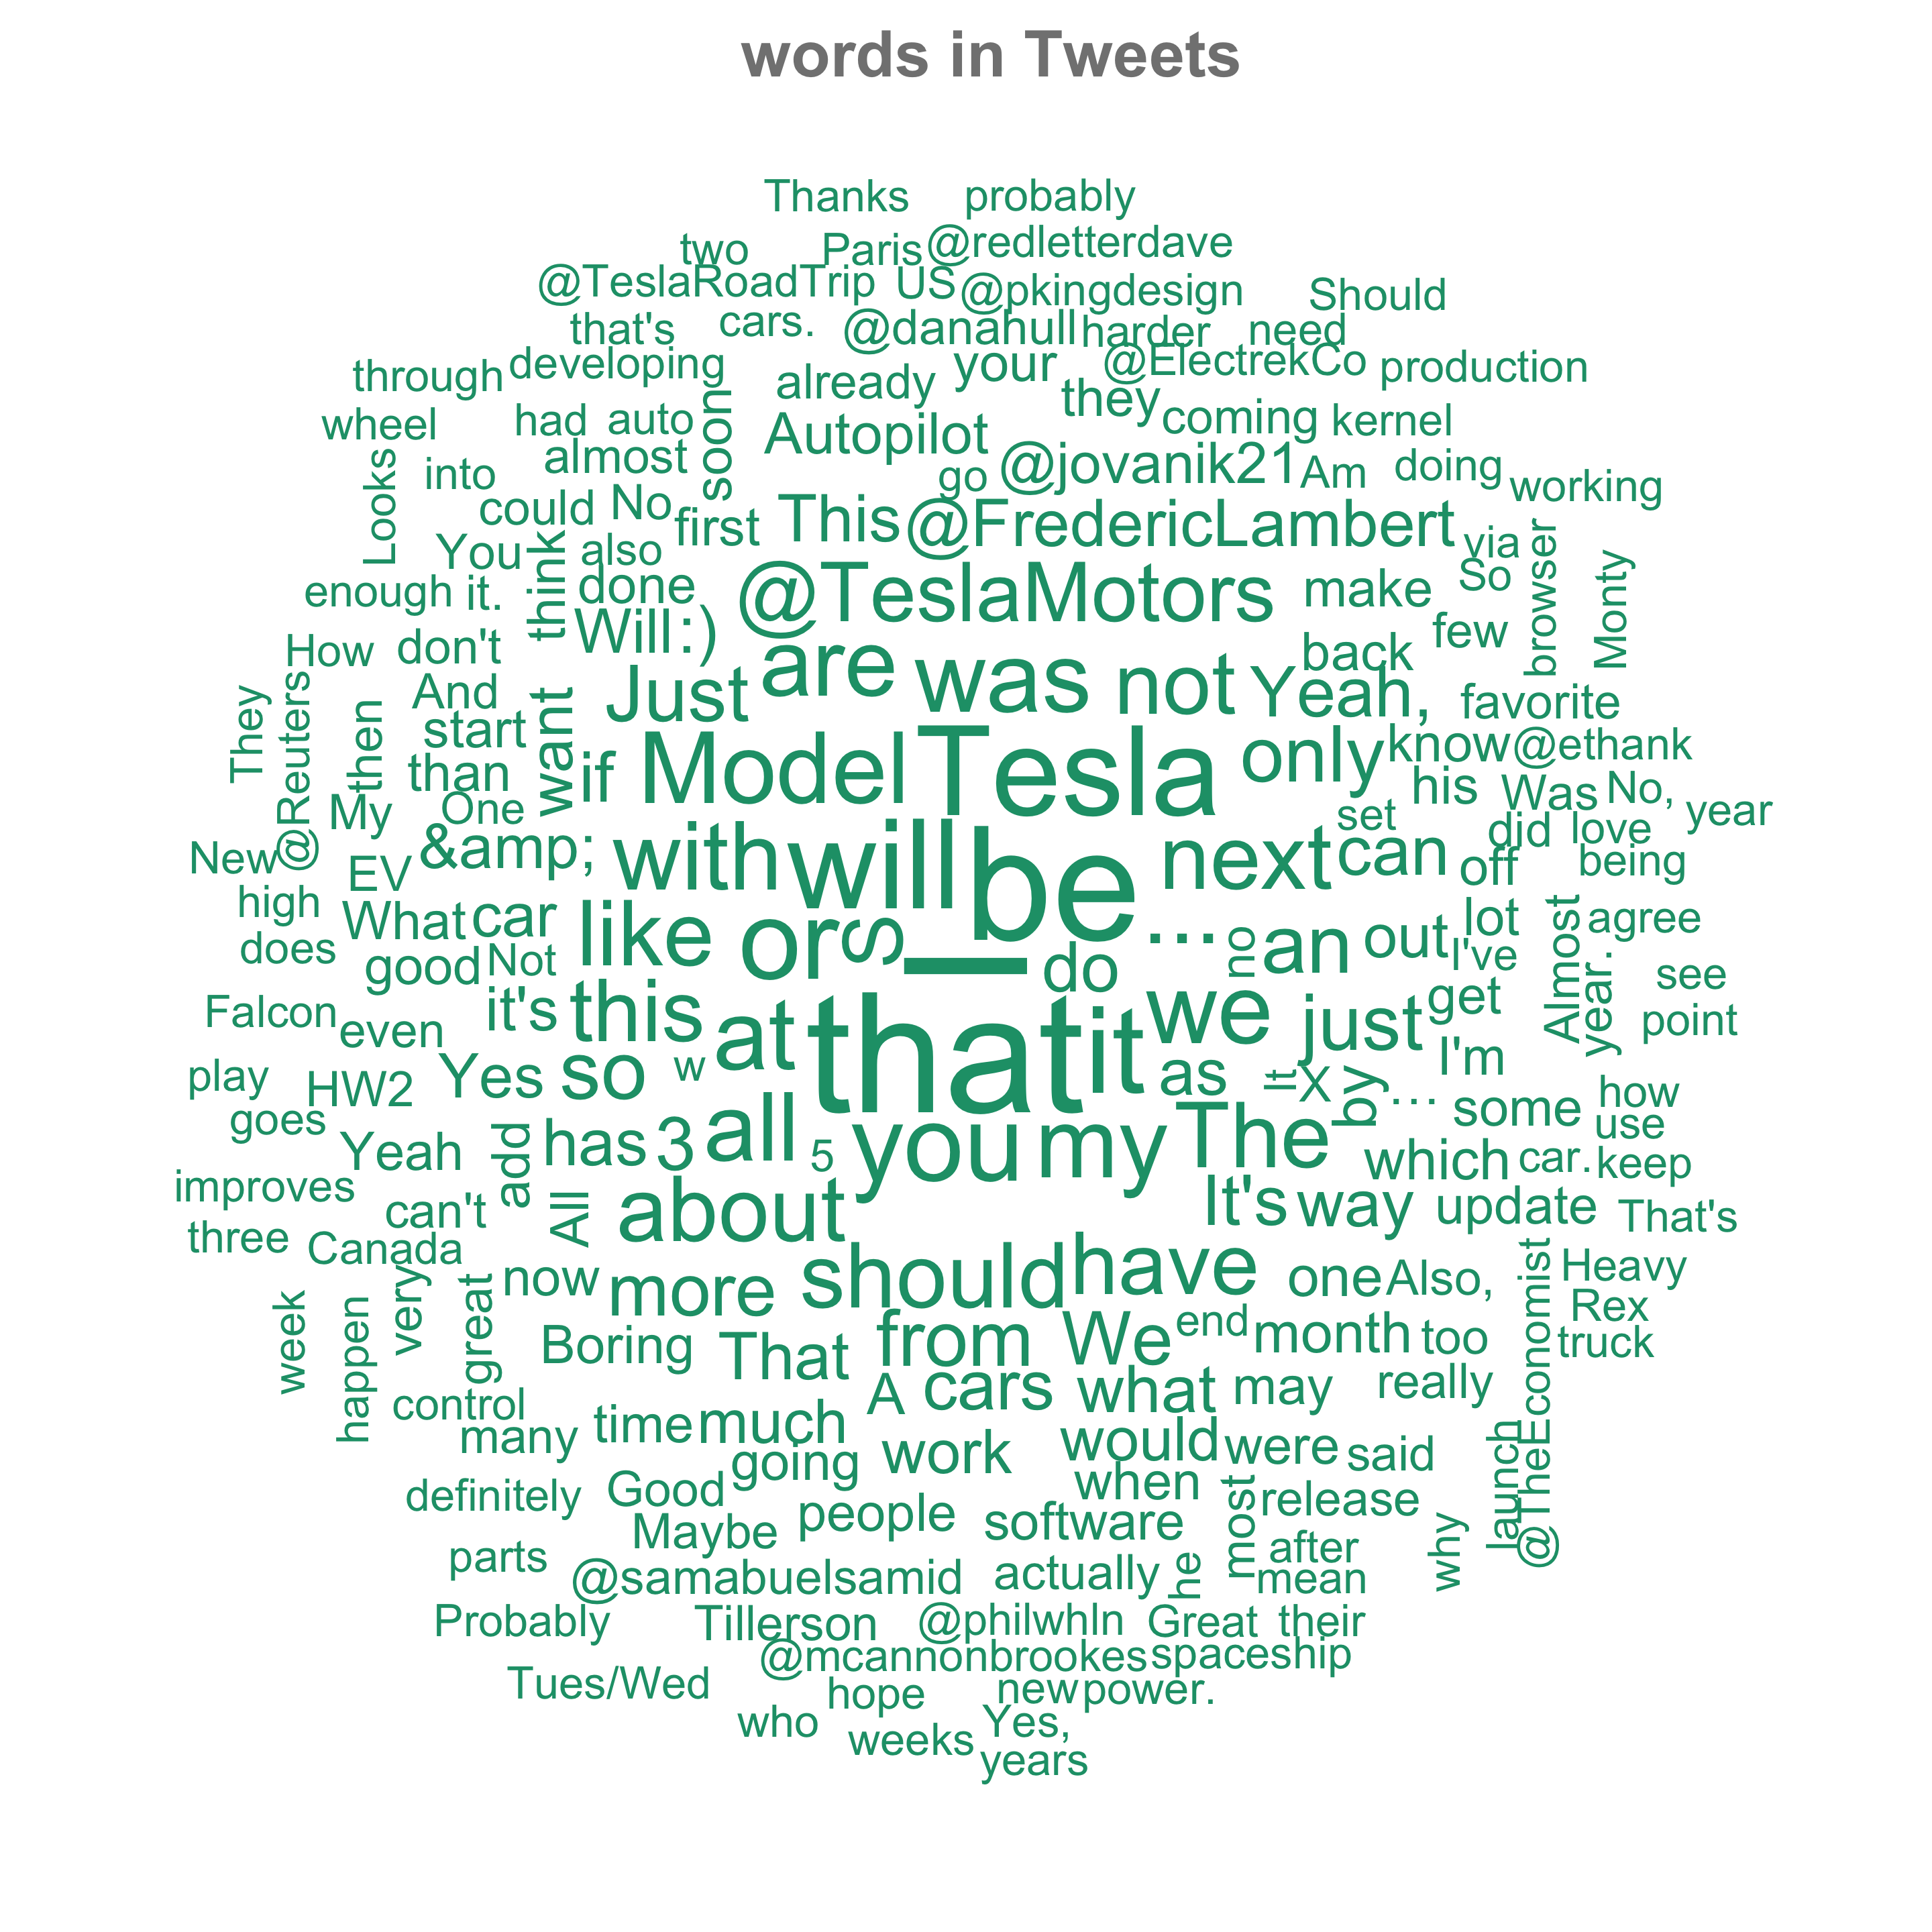 words in Tweets
Thanks probably
two Paris @redletterdave
@TeslaRoadTrip US @pkingdesign Should
that's cars. @danahull harder need
through developing already your @ElectrekCo production
wheel had auto soon Autopilot they coming kernel
Looks into almost go @jovanik21 Am doing working
could No first This @FredericLambert via browser
You think also done @TeslaMotors make So Monty
enough it. Will :) back few
How don't Just are was not Yeah, favorite
They @Reuters then And start want if Model Tesla only know @ethank
than his Was No, year
My One &amp; with will be next can set did love
New EV off being
high What car like or s — ... no an out lot Almost agree
does good Not do I've year. see
Falcon even it's this at that it we just get point
play HW2 Yes so w as It X by ... I'm some how
goes Yeah add has 3 all 5 you my The which car. use keep
improves can't All about It's way update That's
three Canada very great now more should have one Also, @TheEconomist Heavy
week happen Boring That from We end month too Rex truck
control A cars what may really
many time much going work would were said launch
definitely Good people when most release why
Maybe software after
parts @samabuelsamid actually he mean
Probably Tillerson @philwhln Great their
@mcannonbrookes spaceship
Tues/Wed hope new power.
who weeks Yes,
years